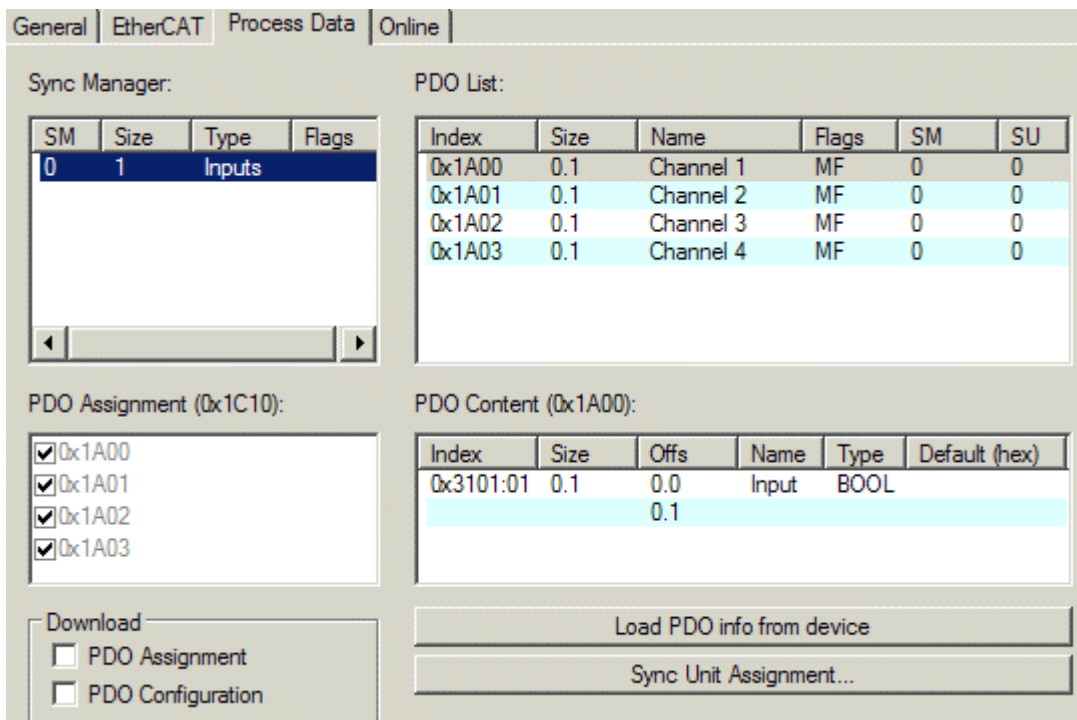 General EtherCAT Process Data Online
Sync Manager:
SM Size Type Flags
0 1 Inputs
PDO List:
Index Size Name Flags SM SU
0x1A00 0.1 Channel 1 MF 0 0
0x1A01 0.1 Channel 2 MF 0 0
0x1A02 0.1 Channel 3 MF 0 0
0x1A03 0.1 Channel 4 MF 0 0
PDO Assignment (0x1C10):
0x1A00
0x1A01
0x1A02
0x1A03
PDO Content (0x1A00):
Index Size Offs Name Type Default (hex)
0x3101:01 0.1 0.0 Input BOOL
0.1
Download
PDO Assignment
PDO Configuration
Load PDO info from device
Sync Unit Assignment...